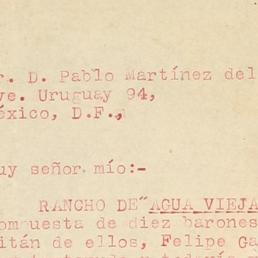 r. D. Pablo Martínez del
ve. Uruguay 94,
éxico, D.F.,
uy señor mío:-
RANCHO DE "AGUA VIEJA
ompuesta de diez barones
itán de ellos, Felipe Ga